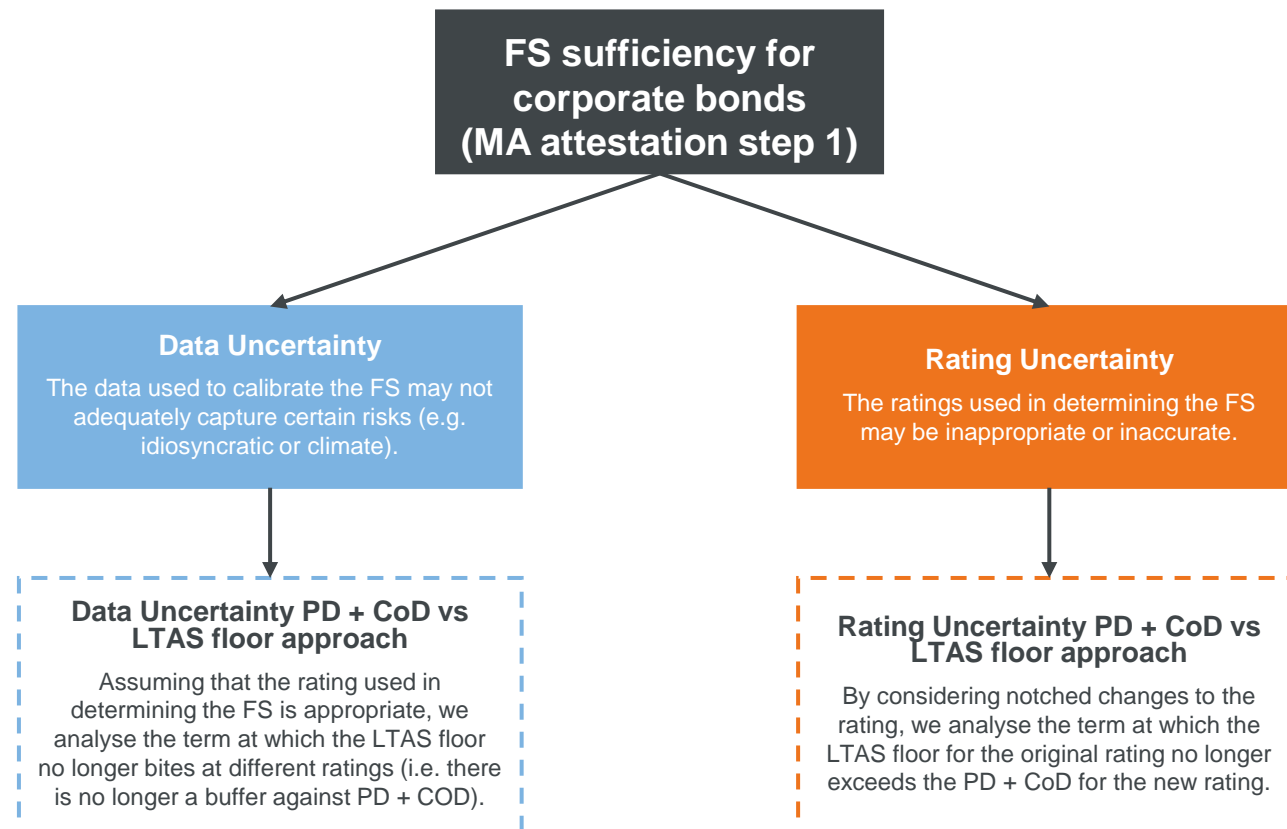 FS sufficiency for
corporate bonds
(MA attestation step 1)
Data Uncertainty
The data used to calibrate the FS may not
adequately capture certain risks (e.g.
idiosyncratic or climate).
Rating Uncertainty
The ratings used in determining the FS
may be inappropriate or inaccurate.
Data Uncertainty PD + CoD vs
LTAS floor approach
Assuming that the rating used in
determining the FS is appropriate, we
analyse the term at which the LTAS floor
no longer bites at different ratings (i.e. there
is no longer a buffer against PD + COD).
Rating Uncertainty PD + CoD vs
LTAS floor approach
By considering notched changes to the
rating, we analyse the term at which the
LTAS floor for the original rating no longer
exceeds the PD + CoD for the new rating.